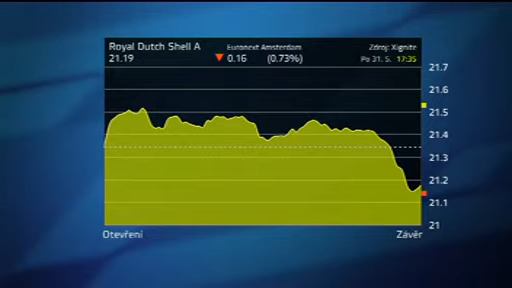 Royal Dutch Shell A Euronext Amsterdam Zdroj: Xignite
21.19 0.16 (0.73%) Po 31. 5. 17:35
21.7
21.6
21.5
21.4
21.3
21.2
21.1
21
Otevření Závěr